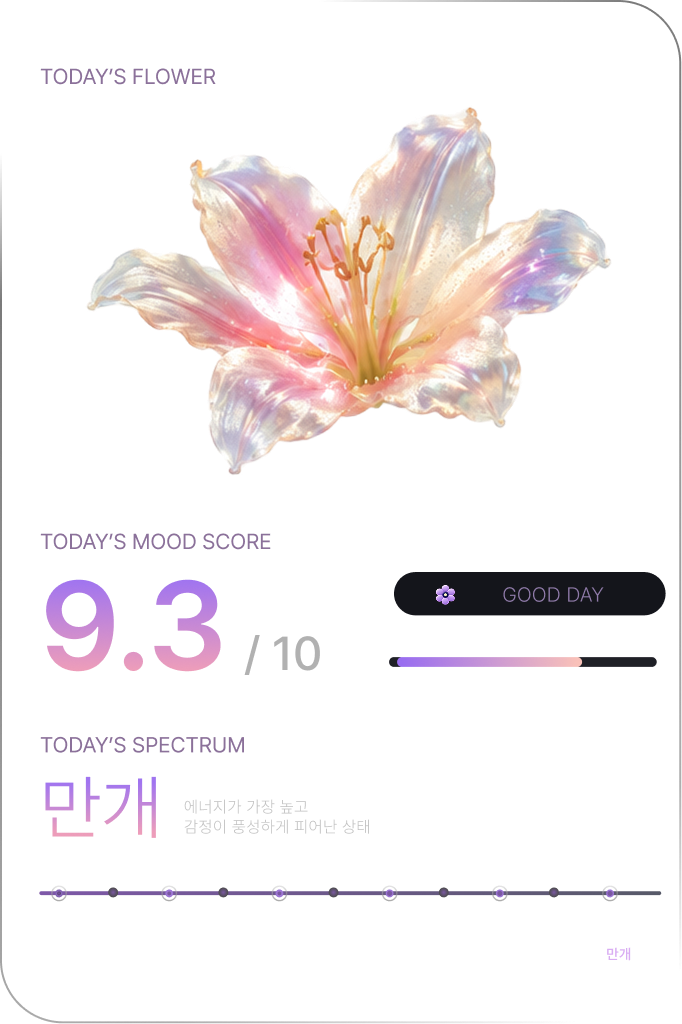 TODAY’S FLOWER
TODAY’S MOOD SCORE
9.3 / 10
GOOD DAY
TODAY’S SPECTRUM
만개
에너지가 가장 높고
감정이 풍성하게 피어난 상태
만개